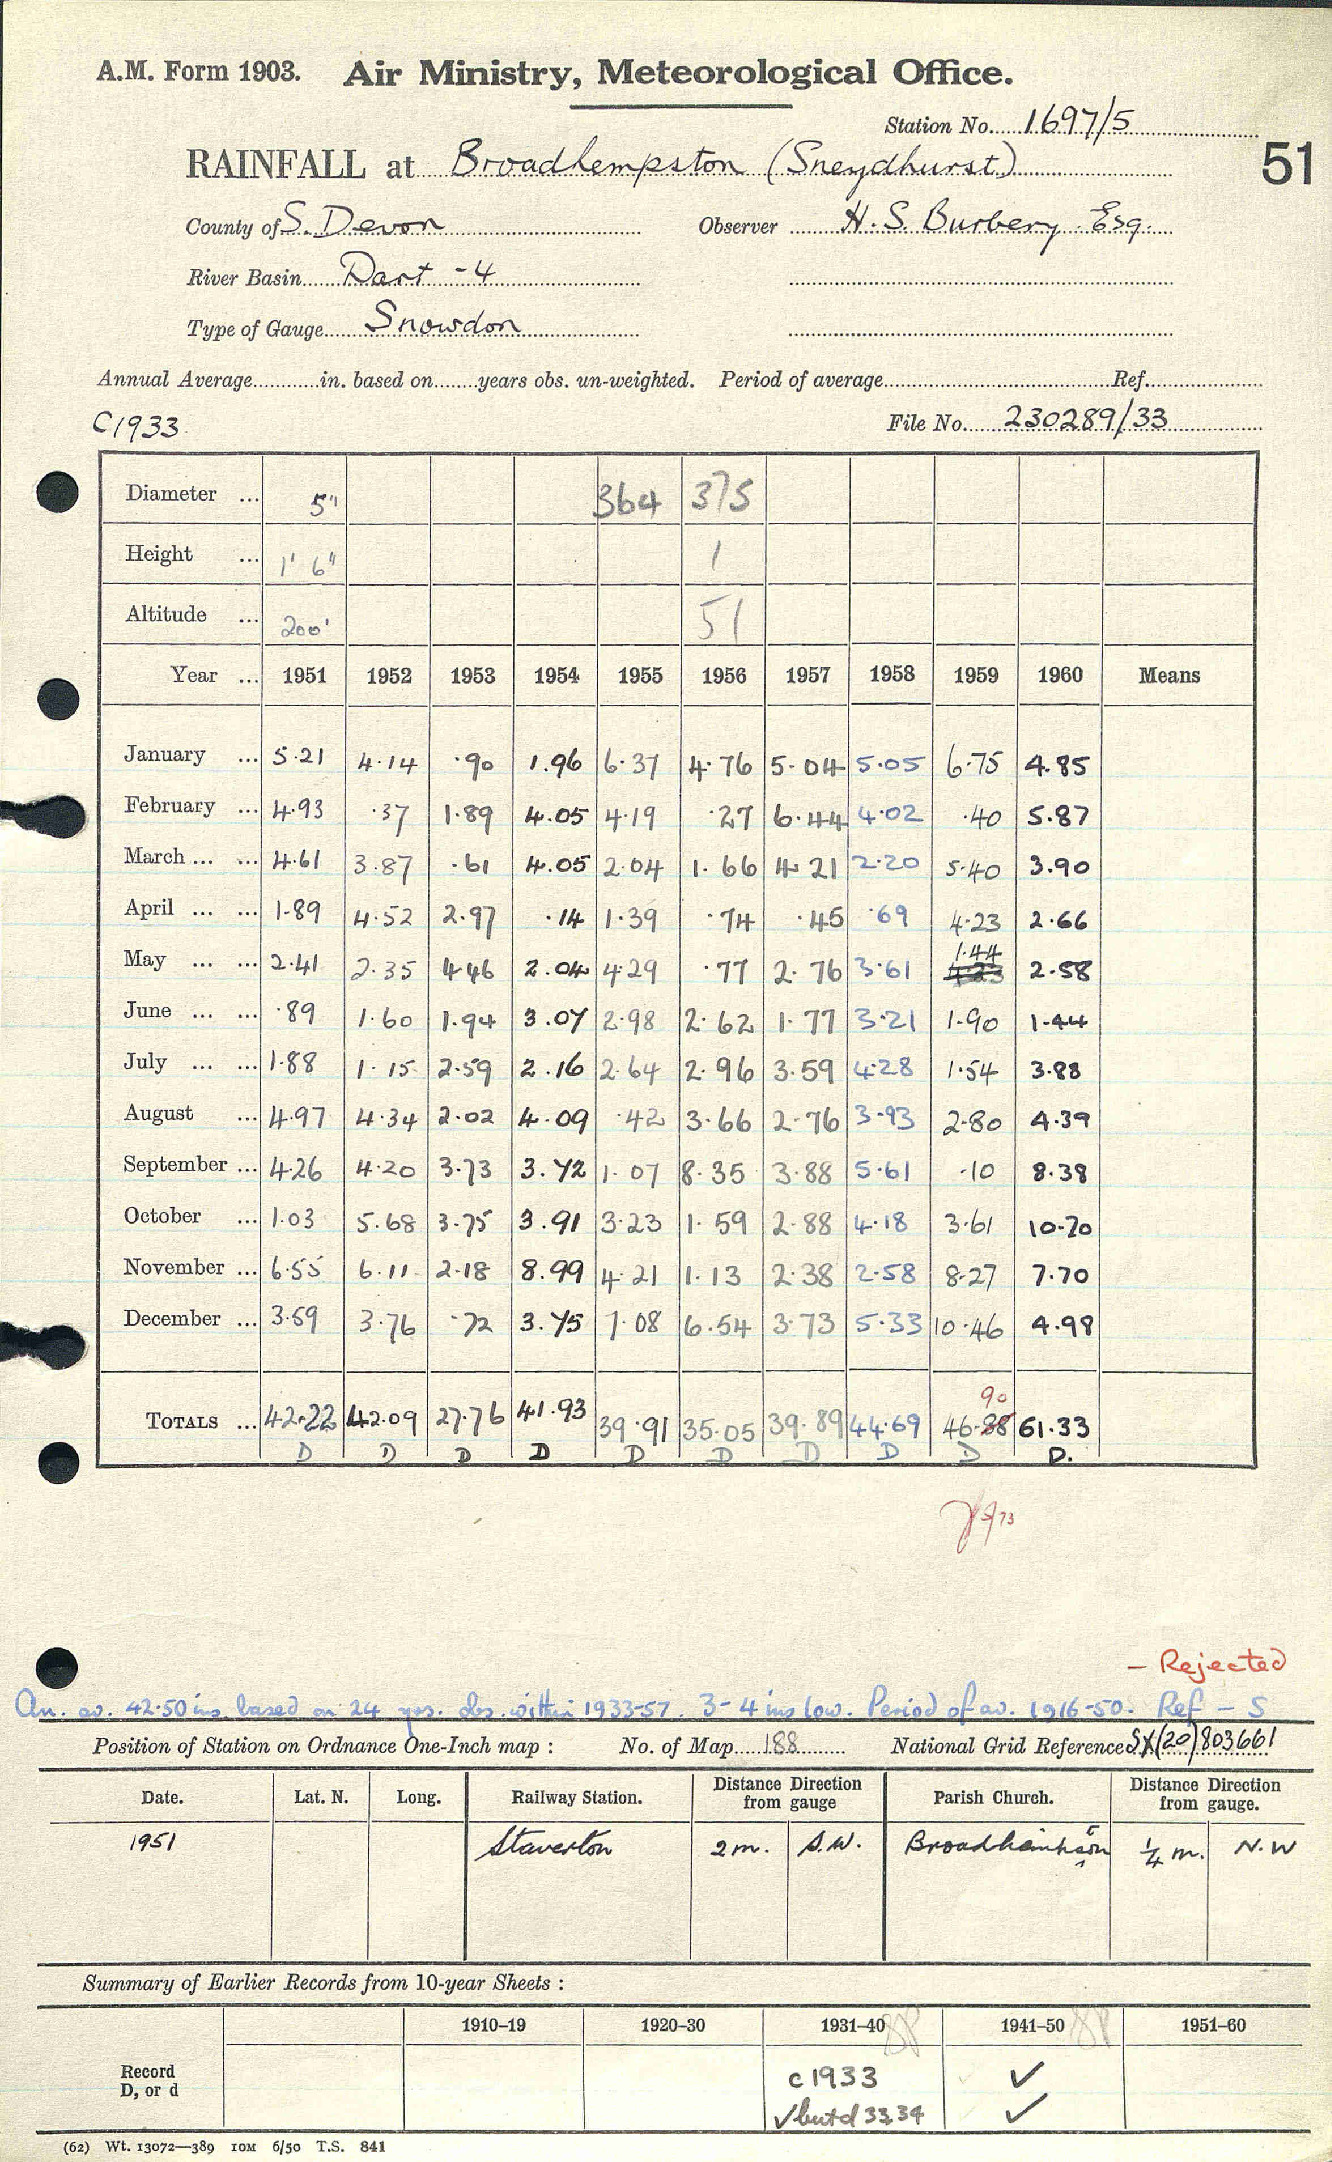 A.M. Form 1903. Air Ministry, Meteorological Office.
Station No. 1697/5
RAINFALL at Broadhempston (Sneydhurst) 51
County of S. Devon Observer H. S. Burbery Esq.
River Basin Dart -4
Type of Gauge Snowdon
Annual Average in. based on years obs. un-weighted. Period of average Ref.
C1933 File No. 230289/33
Diameter ... 5" 364 375
Height ... 1' 6" 1
Altitude ... 200' 51
Year ... 1951 1952 1953 1954 1955 1956 1957 1958 1959 1960 Means
January ... 5.21 4.14 .90 1.96 6.37 4.76 5.04 5.05 6.75 4.85
February ... 4.93 .37 1.89 4.05 4.19 .27 6.44 4.02 .40 5.87
March ... ... 4.61 3.87 .61 4.05 2.04 1.66 4.21 2.20 5.40 3.90
April ... ... 1.89 4.52 2.97 .14 1.39 .74 .45 .69 4.23 2.66
1.44
May ... ... 2.41 2.35 4.46 2.04 4.29 .77 2.76 3.61 4.23 2.58
June ... ... .89 1.60 1.94 3.07 2.98 2.62 1.77 3.21 1.90 1.44
July ... ... 1.88 1.15 2.59 2.16 2.64 2.96 3.59 4.28 1.54 3.88
August ... 4.97 4.34 2.02 4.09 .42 3.66 2.76 3.93 2.80 4.39
September ... 4.26 4.20 3.73 3.72 1.07 8.35 3.88 5.61 .10 8.38
October ... 1.03 5.68 3.75 3.91 3.23 1.59 2.88 4.18 3.61 10.70
November ... 6.55 6.11 2.18 8.99 4.21 1.13 2.38 2.58 8.27 7.70
December ... 3.59 3.76 .72 3.75 7.08 6.54 3.73 5.33 10.46 4.98
90
TOTALS ... 42.22 42.09 27.76 41.93 39.91 35.05 39.89 44.69 46.88 61.33
D D D D D D D D D D.
- Rejected
An. av. 42.50 ins. based on 24 yrs. obs. within 1933-57. 3-4 ins low. Period of av. 1916-50. Ref - S
Position of Station on Ordnance One-Inch map : No. of Map 188 National Grid Reference SX(20)803661
Date. Lat. N. Long. Railway Station. Distance Direction from gauge Parish Church. Distance Direction from gauge.
1951 Staverton 2 m. S.W. ¼ m. N.W
Summary of Earlier Records from 10-year Sheets :
1910-19 1920-30 1931-40 1941-50 1951-60
Record c1933 ✓
D, or d ✓ but d 33,34 ✓
(62) Wt. 13072—389 10M 6/50 T.S. 841